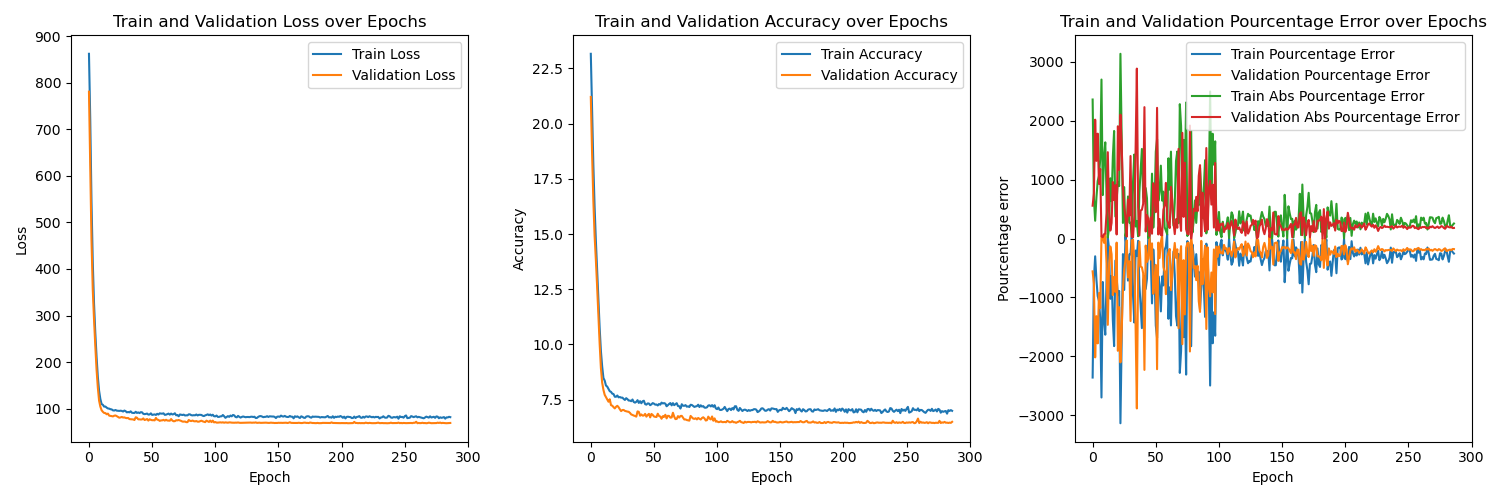 Train and Validation Loss over Epochs
Train Loss
Validation Loss
900
800
700
600
500
400
300
200
100
Loss
0
50
100
150
200
250
300
Epoch
Train and Validation Accuracy over Epochs
Train Accuracy
Validation Accuracy
22.5
20.0
17.5
15.0
12.5
10.0
7.5
Accuracy
0
50
100
150
200
250
300
Epoch
Train and Validation Pourcentage Error over Epochs
Train Pourcentage Error
Validation Pourcentage Error
Train Abs Pourcentage Error
Validation Abs Pourcentage Error
3000
2000
1000
0
−1000
−2000
−3000
Pourcentage error
0
50
100
150
200
250
300
Epoch